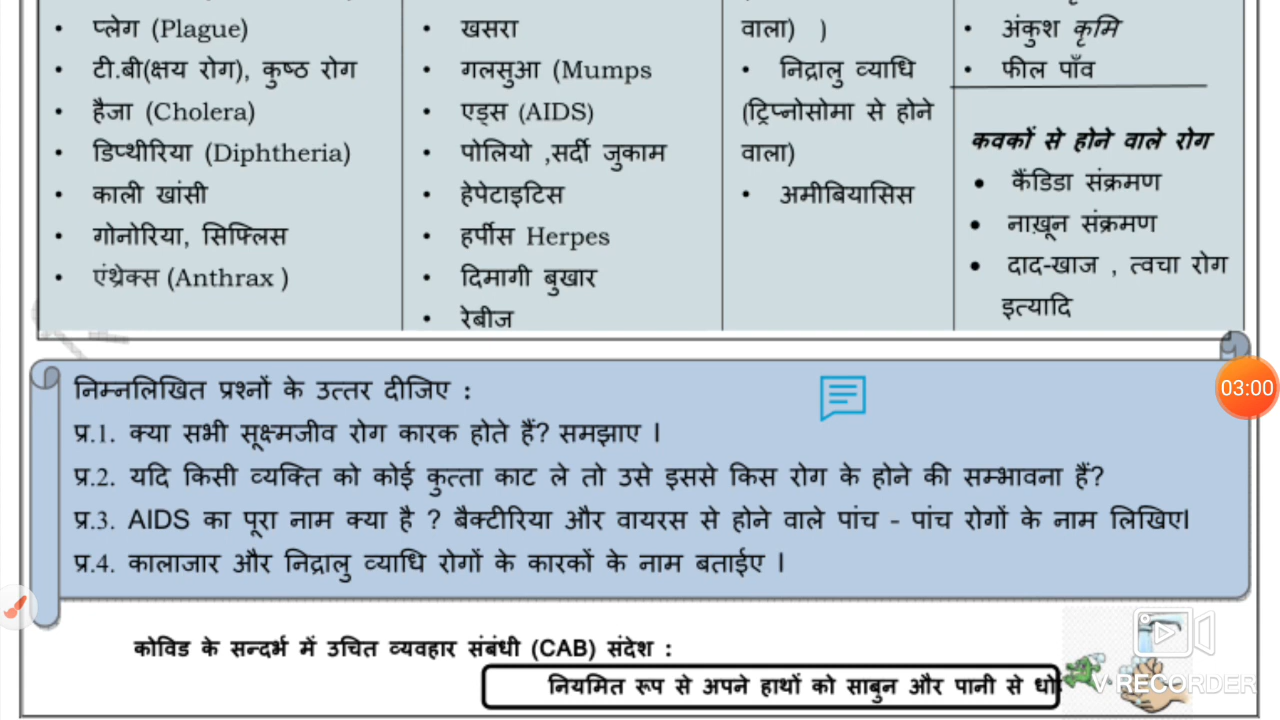 • प्लेग (Plague)
• टी.बी(क्षय रोग), कुष्ठ रोग
• हैजा (Cholera)
• डिप्थीरिया (Diphtheria)
• काली खांसी
• गोनोरिया, सिफ्लिस
• एंथ्रेक्स (Anthrax )
• खसरा
• गलसुआ (Mumps
• एड्स (AIDS)
• पोलियो ,सर्दी जुकाम
• हेपेटाइटिस
• हर्पीस Herpes
• दिमागी बुखार
• रेबीज
वाला) )
• निद्रालु व्याधि
(ट्रिप्नोसोमा से होने
वाला)
• अमीबियासिस
• अंकुश कृमि
• फील पाँव
कवकों से होने वाले रोग
• कैंडिडा संक्रमण
• नाख़ून संक्रमण
• दाद-खाज , त्वचा रोग
इत्यादि
निम्नलिखित प्रश्नों के उत्तर दीजिए :
प्र.1. क्या सभी सूक्ष्मजीव रोग कारक होते हैं? समझाए ।
प्र.2. यदि किसी व्यक्ति को कोई कुत्ता काट ले तो उसे इससे किस रोग के होने की सम्भावना हैं?
प्र.3. AIDS का पूरा नाम क्या है ? बैक्टीरिया और वायरस से होने वाले पांच - पांच रोगों के नाम लिखिए।
प्र.4. कालाजार और निद्रालु व्याधि रोगों के कारकों के नाम बताईए ।
03:00
कोविड के सन्दर्भ में उचित व्यवहार संबंधी (CAB) संदेश :
नियमित रूप से अपने हाथों को साबुन और पानी से धो
V RECORDER